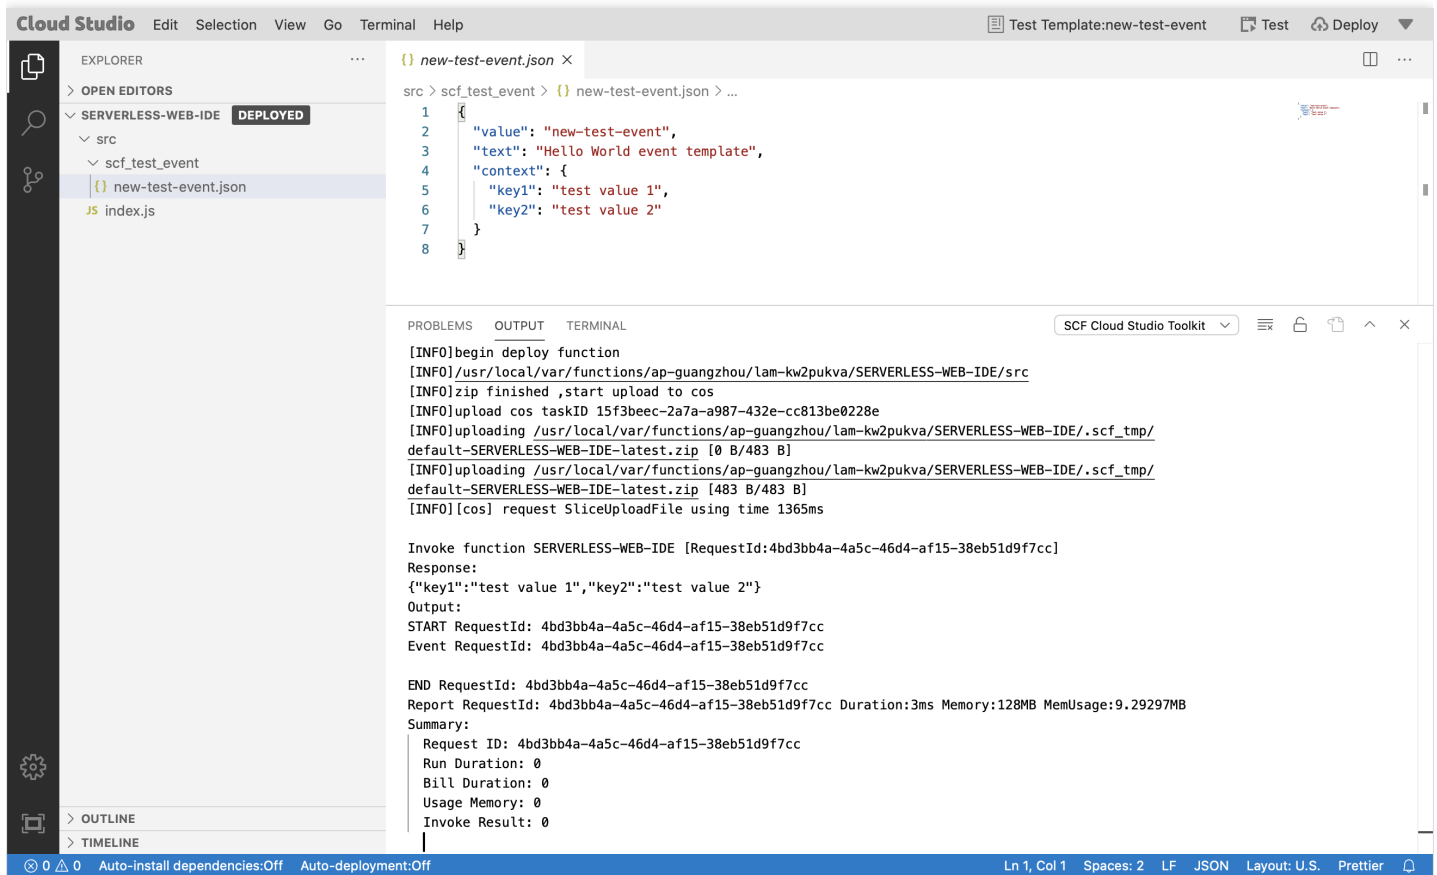 Cloud Studio Edit Selection View Go Terminal Help Test Template:new-test-event Test Deploy
EXPLORER
OPEN EDITORS
SERVERLESS-WEB-IDE DEPLOYED
src
scf_test_event
{} new-test-event.json
JS index.js
OUTLINE
TIMELINE
{} new-test-event.json
src > scf_test_event > {} new-test-event.json > ...
1 {
2 "value": "new-test-event",
3 "text": "Hello World event template",
4 "context": {
5 "key1": "test value 1",
6 "key2": "test value 2"
7 }
8 }
PROBLEMS OUTPUT TERMINAL SCF Cloud Studio Toolkit
[INFO]begin deploy function
[INFO]/usr/local/var/functions/ap-guangzhou/lam-kw2pukva/SERVERLESS-WEB-IDE/src
[INFO]zip finished ,start upload to cos
[INFO]upload cos taskID 15f3beec-2a7a-a987-432e-cc813be0228e
[INFO]uploading /usr/local/var/functions/ap-guangzhou/lam-kw2pukva/SERVERLESS-WEB-IDE/.scf_tmp/
default-SERVERLESS-WEB-IDE-latest.zip [0 B/483 B]
[INFO]uploading /usr/local/var/functions/ap-guangzhou/lam-kw2pukva/SERVERLESS-WEB-IDE/.scf_tmp/
default-SERVERLESS-WEB-IDE-latest.zip [483 B/483 B]
[INFO][cos] request SliceUploadFile using time 1365ms
Invoke function SERVERLESS-WEB-IDE [RequestId:4bd3bb4a-4a5c-46d4-af15-38eb51d9f7cc]
Response:
{"key1":"test value 1","key2":"test value 2"}
Output:
START RequestId: 4bd3bb4a-4a5c-46d4-af15-38eb51d9f7cc
Event RequestId: 4bd3bb4a-4a5c-46d4-af15-38eb51d9f7cc
END RequestId: 4bd3bb4a-4a5c-46d4-af15-38eb51d9f7cc
Report RequestId: 4bd3bb4a-4a5c-46d4-af15-38eb51d9f7cc Duration:3ms Memory:128MB MemUsage:9.29297MB
Summary:
Request ID: 4bd3bb4a-4a5c-46d4-af15-38eb51d9f7cc
Run Duration: 0
Bill Duration: 0
Usage Memory: 0
Invoke Result: 0
0 0 Auto-install dependencies:Off Auto-deployment:Off Ln 1, Col 1 Spaces: 2 LF JSON Layout: U.S. Prettier